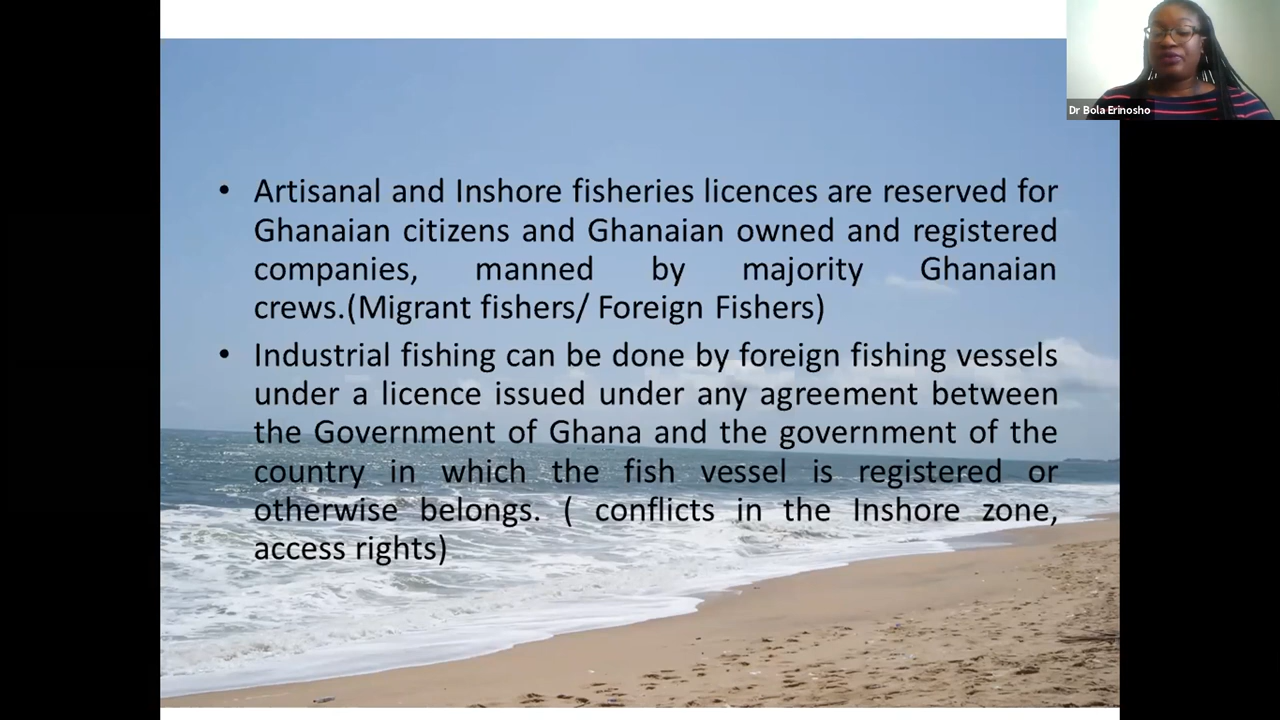 Dr Bola Erinosho
• Artisanal and Inshore fisheries licences are reserved for
Ghanaian citizens and Ghanaian owned and registered
companies, manned by majority Ghanaian
crews.(Migrant fishers/ Foreign Fishers)
• Industrial fishing can be done by foreign fishing vessels
under a licence issued under any agreement between
the Government of Ghana and the government of the
country in which the fish vessel is registered or
otherwise belongs. ( conflicts in the Inshore zone,
access rights)